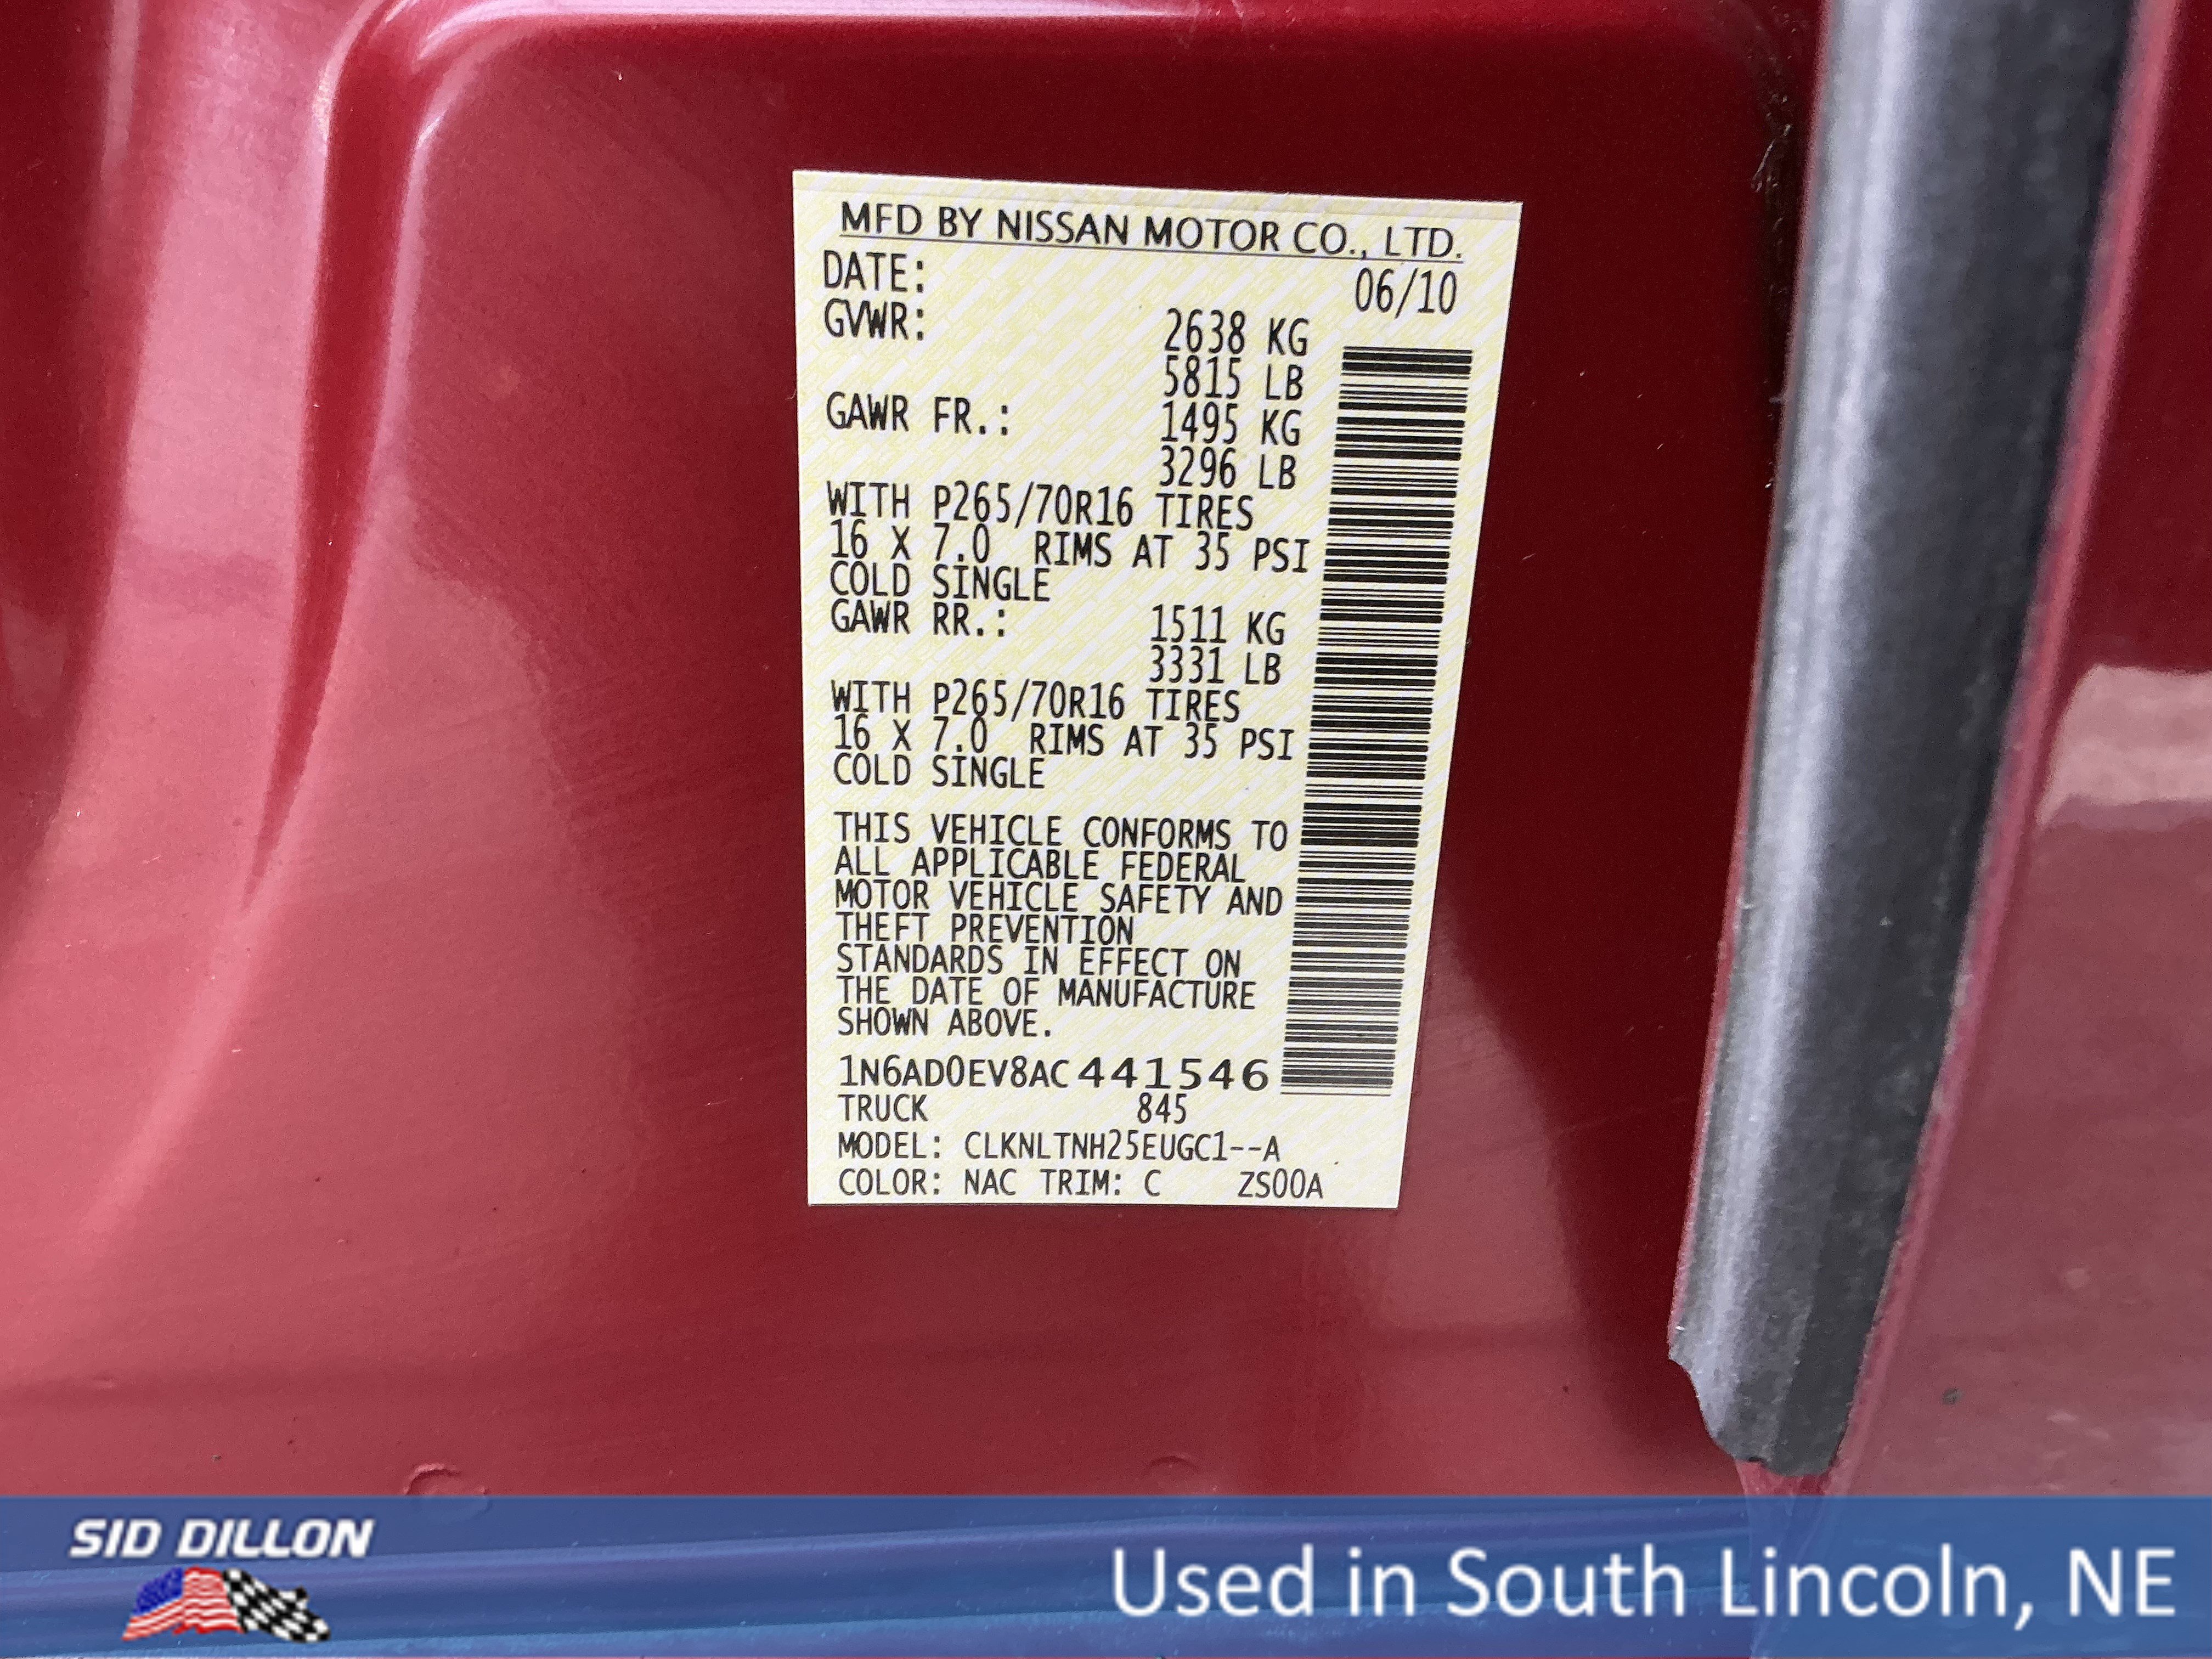 MFD BY NISSAN MOTOR CO., LTD.
DATE: 06/10
GVWR: 2638 KG
5815 LB
GAWR FR.: 1495 KG
3296 LB
WITH P265/70R16 TIRES
16 X 7.0 RIMS AT 35 PSI
COLD SINGLE
GAWR RR.: 1511 KG
3331 LB
WITH P265/70R16 TIRES
16 X 7.0 RIMS AT 35 PSI
COLD SINGLE
THIS VEHICLE CONFORMS TO
ALL APPLICABLE FEDERAL
MOTOR VEHICLE SAFETY AND
THEFT PREVENTION
STANDARDS IN EFFECT ON
THE DATE OF MANUFACTURE
SHOWN ABOVE.
1N6AD0EV8AC441546
TRUCK 845
MODEL: CLKNLTNH25EUGC1--A
COLOR: NAC TRIM: C ZS00A
SID DILLON
Used in South Lincoln, NE